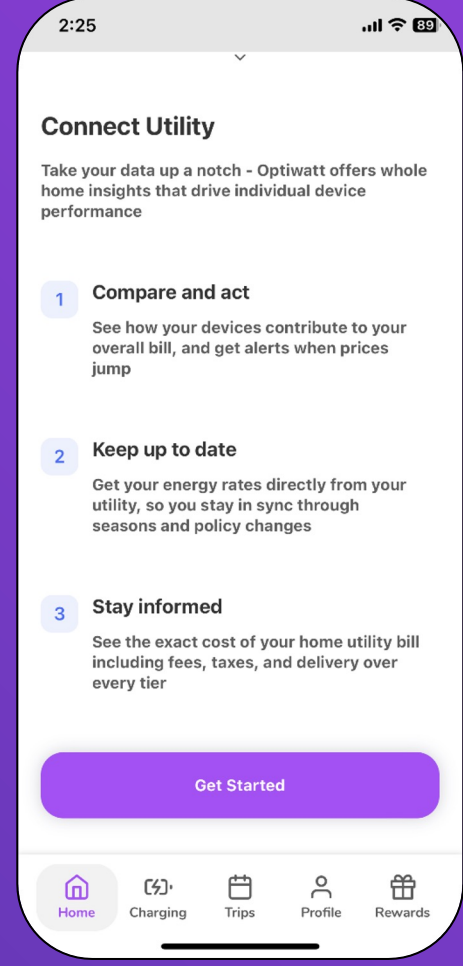 2:25
89
Connect Utility
Take your data up a notch - Optiwatt offers whole
home insights that drive individual device
performance
1
Compare and act
See how your devices contribute to your
overall bill, and get alerts when prices
jump
2
Keep up to date
Get your energy rates directly from your
utility, so you stay in sync through
seasons and policy changes
3
Stay informed
See the exact cost of your home utility bill
including fees, taxes, and delivery over
every tier
Get Started
Home
Charging
Trips
Profile
Rewards